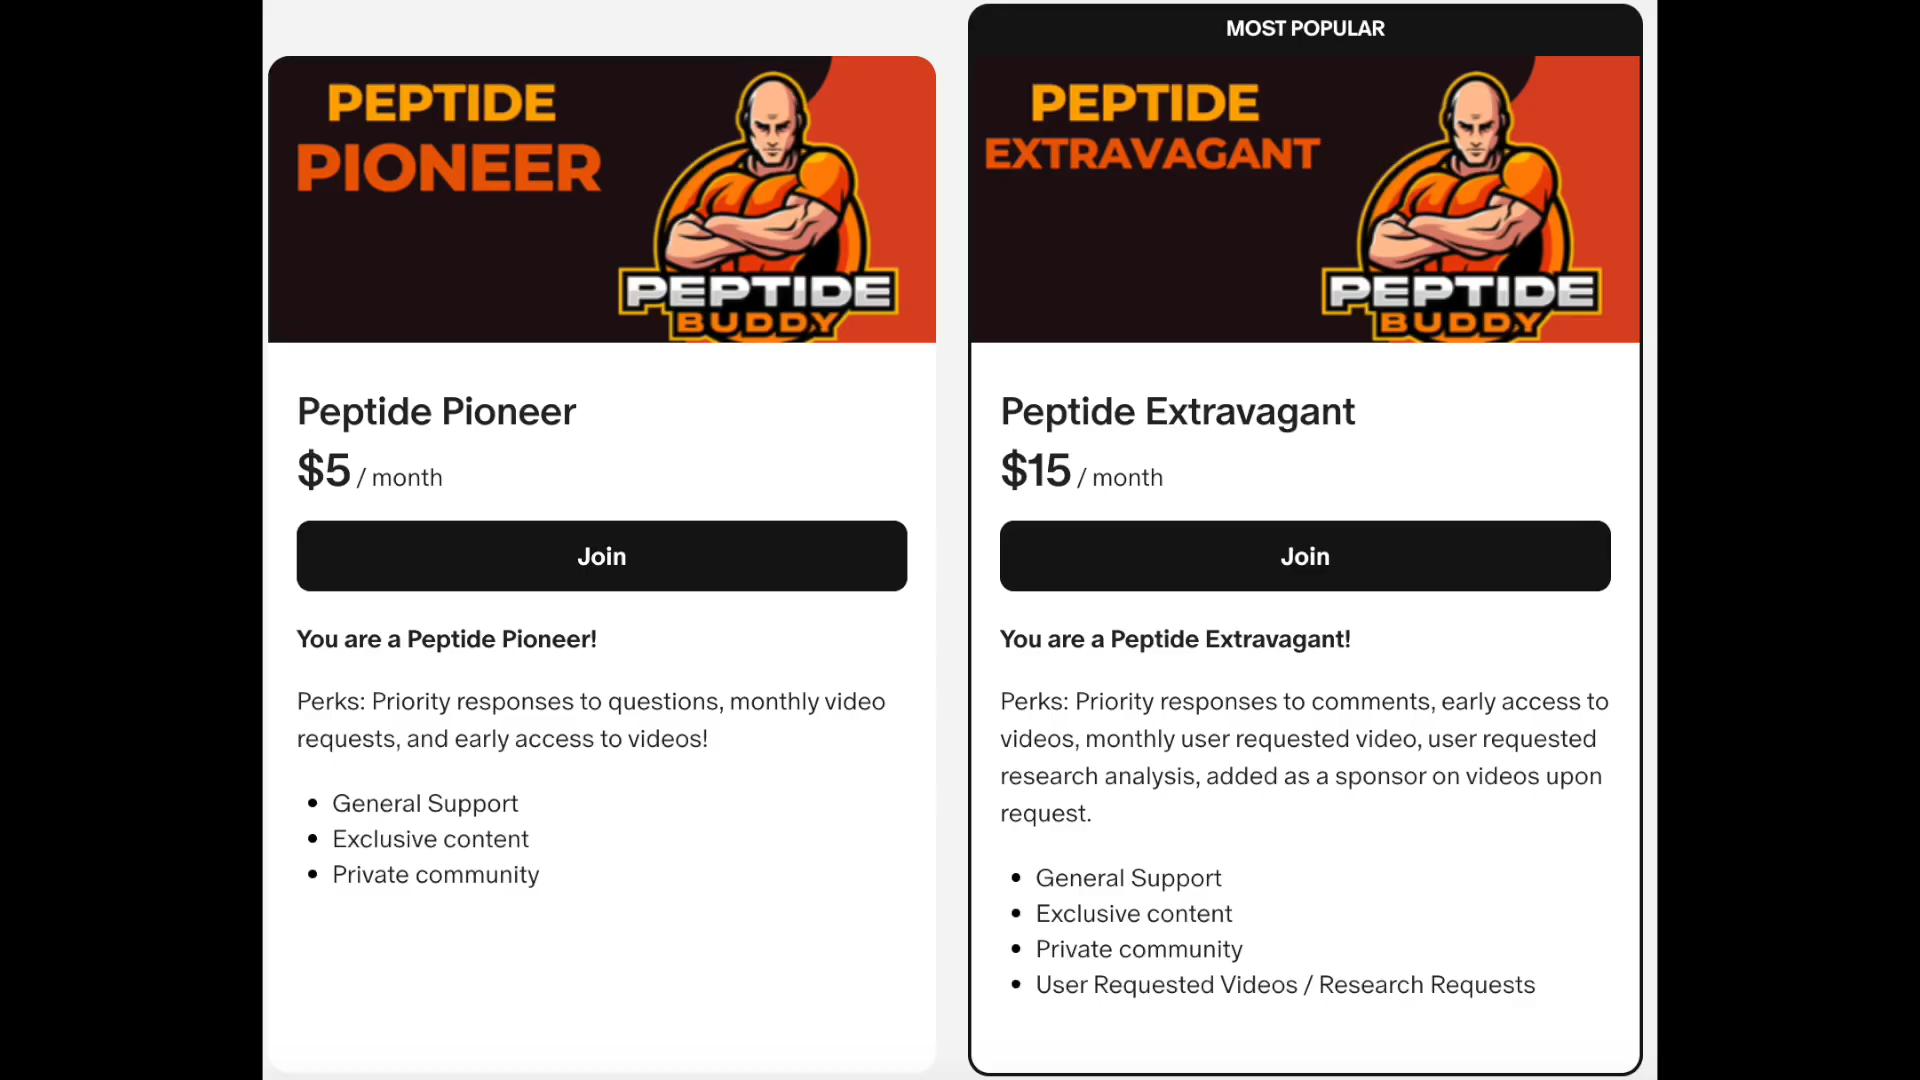 PEPTIDE
PIONEER
PEPTIDE
BUDDY
Peptide Pioneer
$5 / month
Join
You are a Peptide Pioneer!
Perks: Priority responses to questions, monthly video
requests, and early access to videos!
• General Support
• Exclusive content
• Private community
MOST POPULAR
PEPTIDE
EXTRAVAGANT
PEPTIDE
BUDDY
Peptide Extravagant
$15 / month
Join
You are a Peptide Extravagant!
Perks: Priority responses to comments, early access to
videos, monthly user requested video, user requested
research analysis, added as a sponsor on videos upon
request.
• General Support
• Exclusive content
• Private community
• User Requested Videos / Research Requests